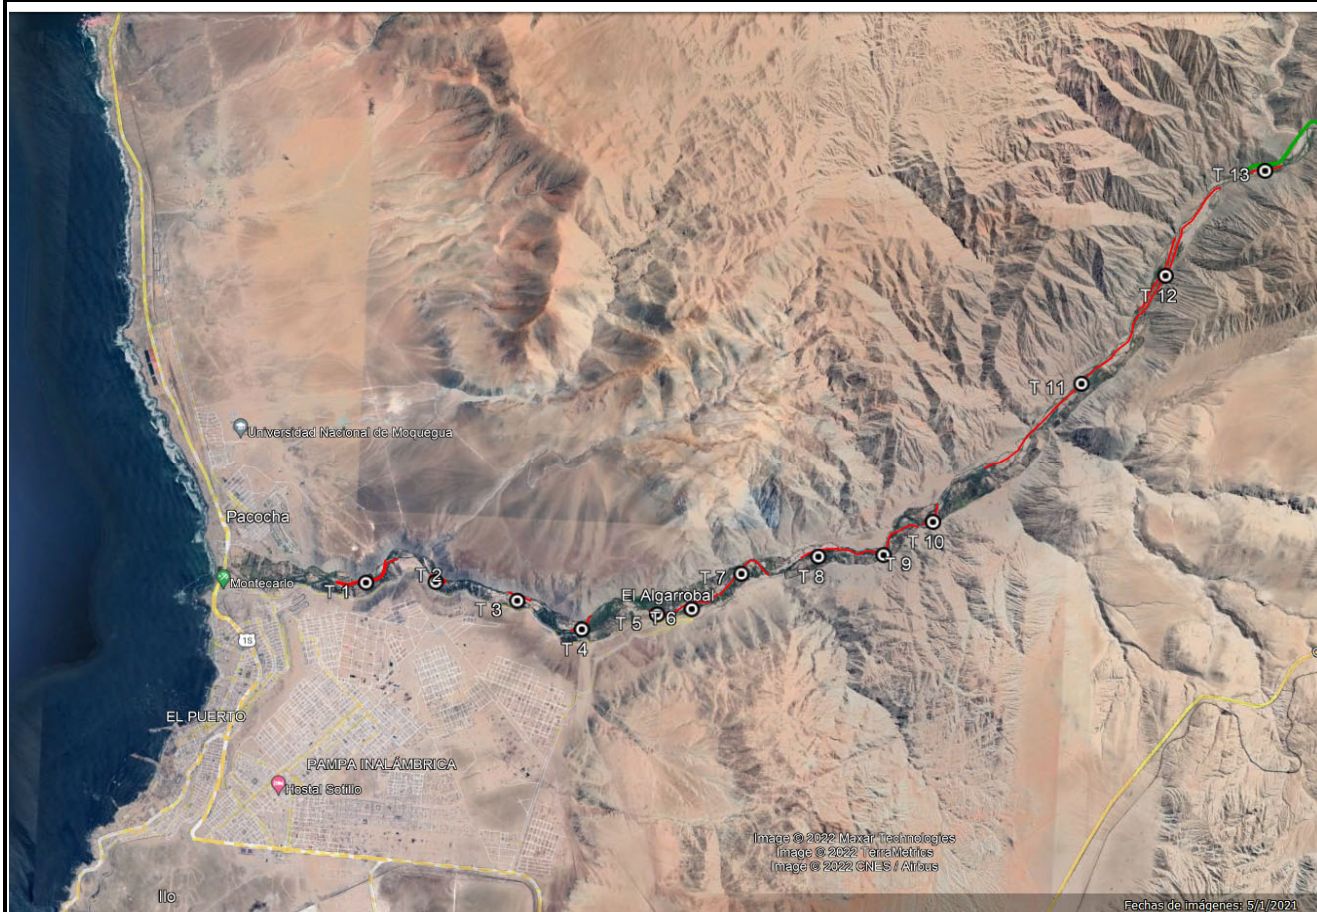 T 13
T 12
T 11
Universidad Nacional de Moquegua
Pacocha
T 10
T 9
T 8
T 7
Montecarlo
T 1
T 2
El Algarrobal
T 3
T 5
T 6
T 4
15
EL PUERTO
PAMPA INALÁMBRICA
Hostal Sotillo
Image © 2022 Maxar Technologies
Image © 2022 TerraMetrics
Image © 2022 CNES / Airbus
Ilo
Fechas de imágenes: 5/1/2021